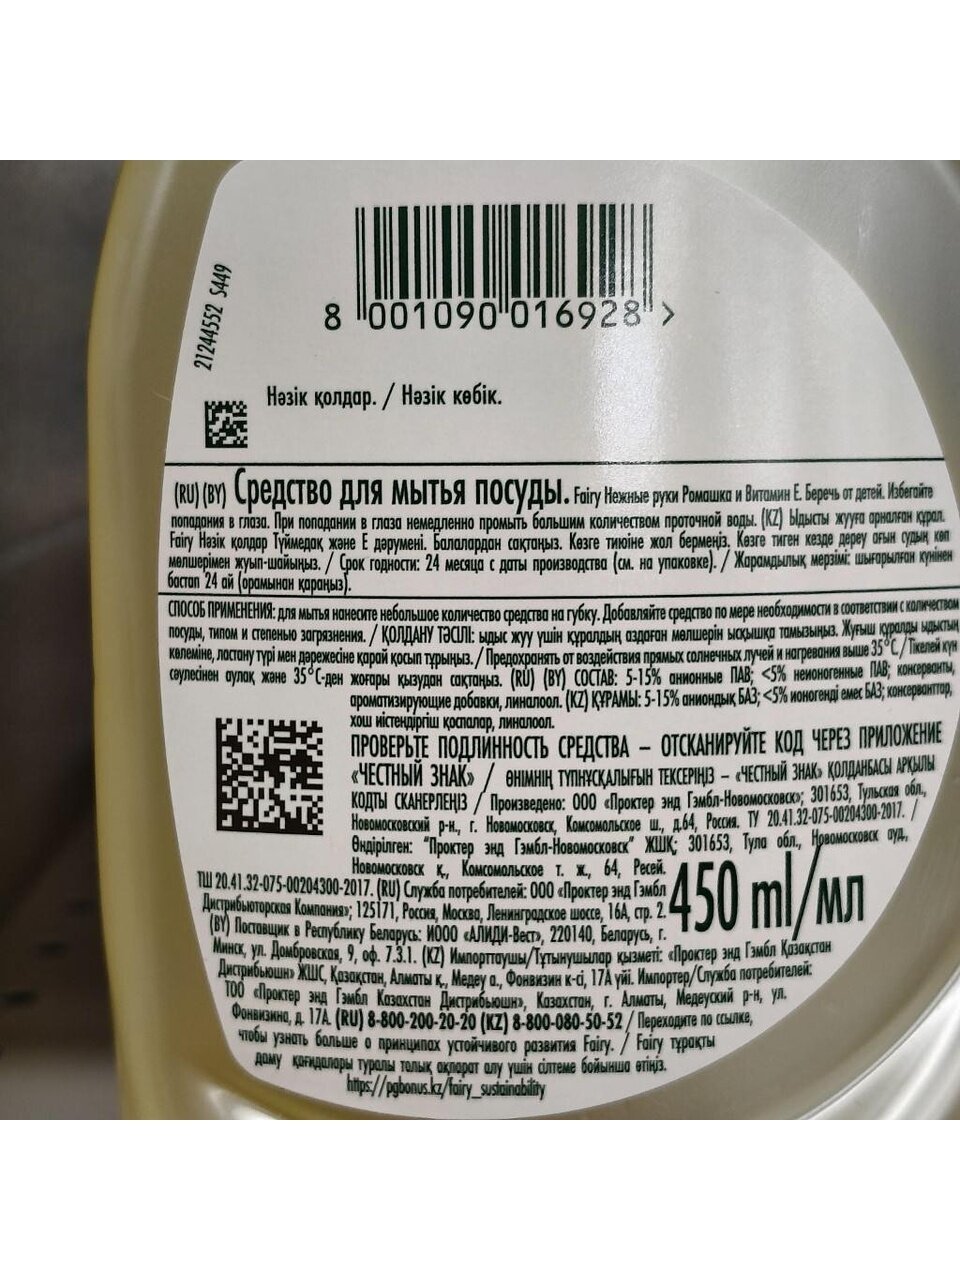 8 001090 016928 >
21244552 S449
Нәзік қолдар. / Нәзік көбік.
(RU) (BY) Средство для мытья посуды. Fairy Нежные руки Ромашка и Витамин Е. Беречь от детей. Избегайте
попадания в глаза. При попадании в глаза немедленно промыть большим количеством проточной воды. (KZ) Ыдысты жууға арналған құрал.
Fairy Нәзік қолдар Түймедақ және Е дәрумені. Балалардан сақтаңыз. Көзге тиюіне жол бермеңіз. Көзге тиген кезде дереу ағын судың көп
мөлшерімен жуып-шайыңыз. / Срок годности: 24 месяца с даты производства (см. на упаковке). / Жарамдылық мерзімі: шығарылған күнінен
бастап 24 ай (орамынан қараңыз).
СПОСОБ ПРИМЕНЕНИЯ: для мытья нанесите небольшое количество средства на губку. Добавляйте средство по мере необходимости в соответствии с количеством
посуды, типом и степенью загрязнения. / ҚОЛДАНУ ТӘСІЛІ: ыдыс жуу үшін құралдың аздаған мөлшерін ысқышқа тамызыңыз. Жуғыш құралды ыдыстың
көлеміне, ластану түрі мен дәрежесіне қарай қосып тұрыңыз. / Предохранять от воздействия прямых солнечных лучей и нагревания выше 35°С / Тікелей күн
сәулесінен аулақ және 35°С-ден жоғары қызудан сақтаңыз. (RU) (BY) СОСТАВ: 5-15% анионные ПАВ; <5% неионогенные ПАВ; консерванты,
ароматизирующие добавки, линалоол. (KZ) ҚҰРАМЫ: 5-15% аниондық БАЗ; <5% ионогенді емес БАЗ; консерванттар,
хош иістендіргіш қоспалар, линалоол.
ПРОВЕРЬТЕ ПОДЛИННОСТЬ СРЕДСТВА – ОТСКАНИРУЙТЕ КОД ЧЕРЕЗ ПРИЛОЖЕНИЕ
«ЧЕСТНЫЙ ЗНАК» / ӨНІМНІҢ ТҮПНҰСҚАЛЫҒЫН ТЕКСЕРІҢІЗ – «ЧЕСТНЫЙ ЗНАК» ҚОЛДАНБАСЫ АРҚЫЛЫ
КОДТЫ СКАНЕРЛЕҢІЗ / Произведено: ООО «Проктер энд Гэмбл-Новомосковск»; 301653, Тульская обл.,
Новомосковский р-н., г. Новомосковск, Комсомольское ш., д.64, Россия. ТУ 20.41.32-075-00204300-2017. /
Өндірілген: "Проктер энд Гэмбл-Новомосковск" ЖШҚ; 301653, Тула обл., Новомосковск ауд.,
Новомосковск қ., Комсомольское т. ж., 64, Ресей.
ТШ 20.41.32-075-00204300-2017. (RU) Служба потребителей: ООО «Проктер энд Гэмбл
Дистрибьюторская Компания»; 125171, Россия, Москва, Ленинградское шоссе, 16А, стр. 2.
450 ml/мл
(BY) Поставщик в Республику Беларусь: ИООО «АЛИДИ-Вест», 220140, Беларусь, г.
Минск, ул. Домбровская, 9, оф. 7.3.1. (KZ) Импорттаушы/Тұтынушылар қызметі: «Проктер энд Гэмбл Қазақстан
Дистрибьюшн» ЖШС, Қазақстан, Алматы қ., Медеу а., Фонвизин к-сі, 17А үйі. Импортер/Служба потребителей:
ТОО «Проктер энд Гэмбл Казахстан Дистрибьюшн», Казахстан, г. Алматы, Медеуский р-н, ул.
Фонвизина, д. 17А. (RU) 8-800-200-20-20 (KZ) 8-800-080-50-52 / Переходите по ссылке,
чтобы узнать больше о принципах устойчивого развития Fairy. / Fairy тұрақты
даму қағидалары туралы толық ақпарат алу үшін сілтеме бойынша өтіңіз.
https://pgbonus.kz/fairy_sustainability